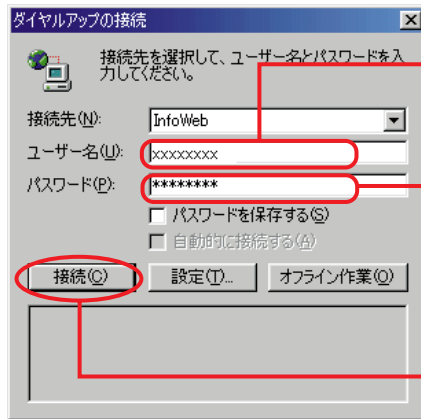 ダイヤルアップの接続
接続先を選択して、ユーザー名とパスワードを入
力してください。
接続先(N): InfoWeb
ユーザー名(U): xxxxxxxx
パスワード(P): ********
パスワードを保存する(S)
自動的に接続する(A)
接続(C) 設定(T)... オフライン作業(O)